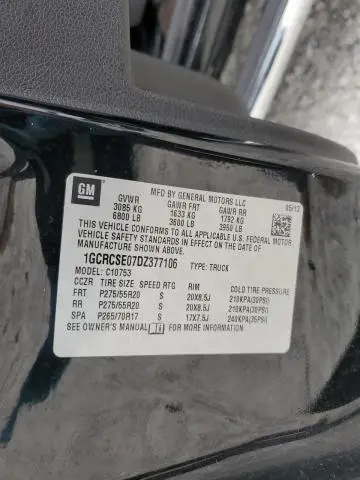 GM
MFD BY GENERAL MOTORS LLC 05/13
GVWR GAWR FRT GAWR RR
3085 KG 1633 KG 1792 KG
6800 LB 3600 LB 3950 LB
THIS VEHICLE CONFORMS TO ALL APPLICABLE U.S. FEDERAL MOTOR
VEHICLE SAFETY STANDARDS IN EFFECT ON THE DATE OF
MANUFACTURE SHOWN ABOVE.
1GCRCSE07DZ377106 TYPE: TRUCK
MODEL: C10753
CCZR TIRE SIZE SPEED RTG RIM COLD TIRE PRESSURE
FRT P275/55R20 S 20X8.5J 210KPA(30PSI)
RR P275/55R20 S 20X8.5J 210KPA(30PSI)
SPA P265/70R17 S 17X7.5J 240KPA(35PSI)
SEE OWNER'S MANUAL FOR MORE INFORMATION.